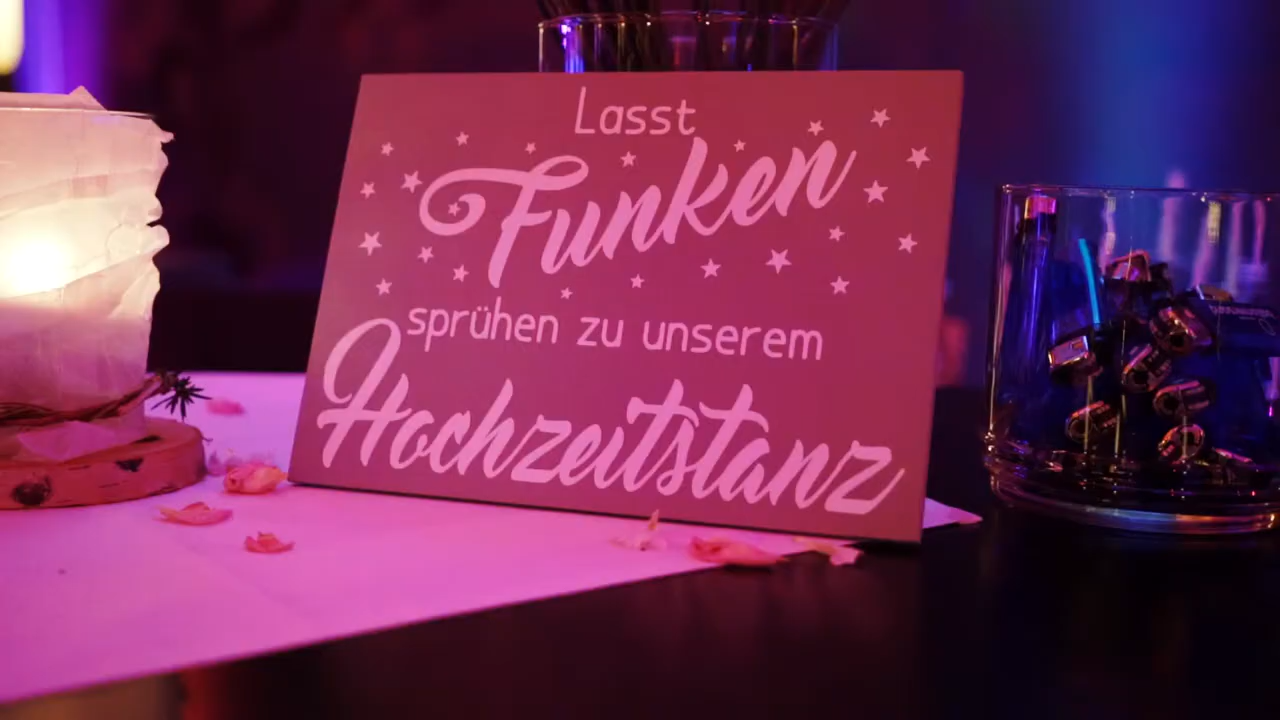 Lasst
Funken
sprühen zu unserem
Hochzeitstanz